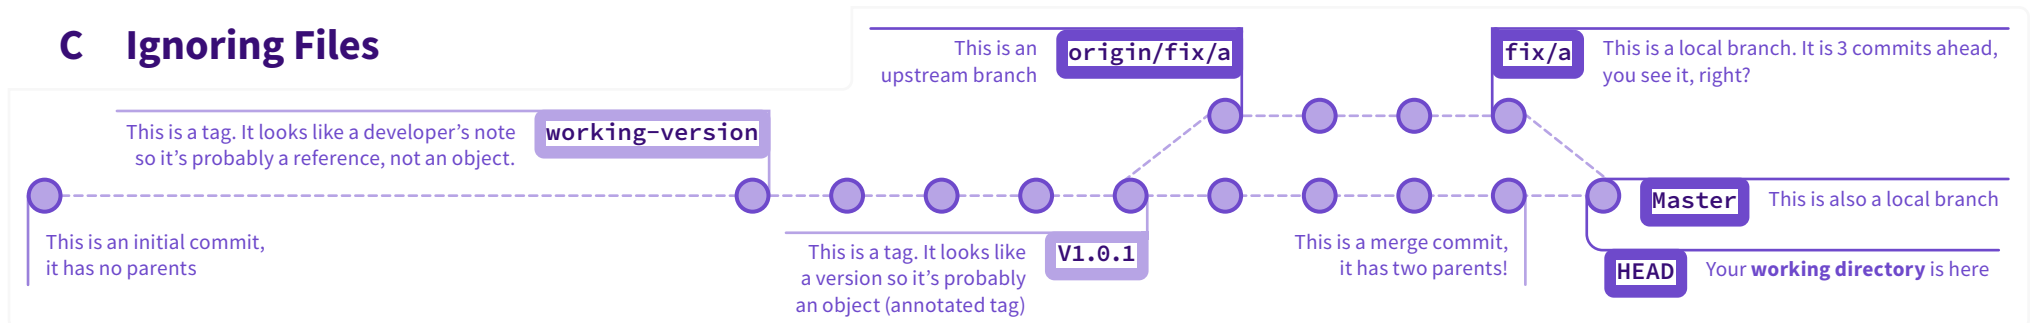 C Ignoring Files
This is an
upstream branch
origin/fix/a
fix/a
This is a local branch. It is 3 commits ahead,
you see it, right?
This is a tag. It looks like a developer’s note
so it’s probably a reference, not an object.
working-version
This is an initial commit,
it has no parents
This is a tag. It looks like
a version so it’s probably
an object (annotated tag)
V1.0.1
This is a merge commit,
it has two parents!
Master
This is also a local branch
HEAD
Your working directory is here